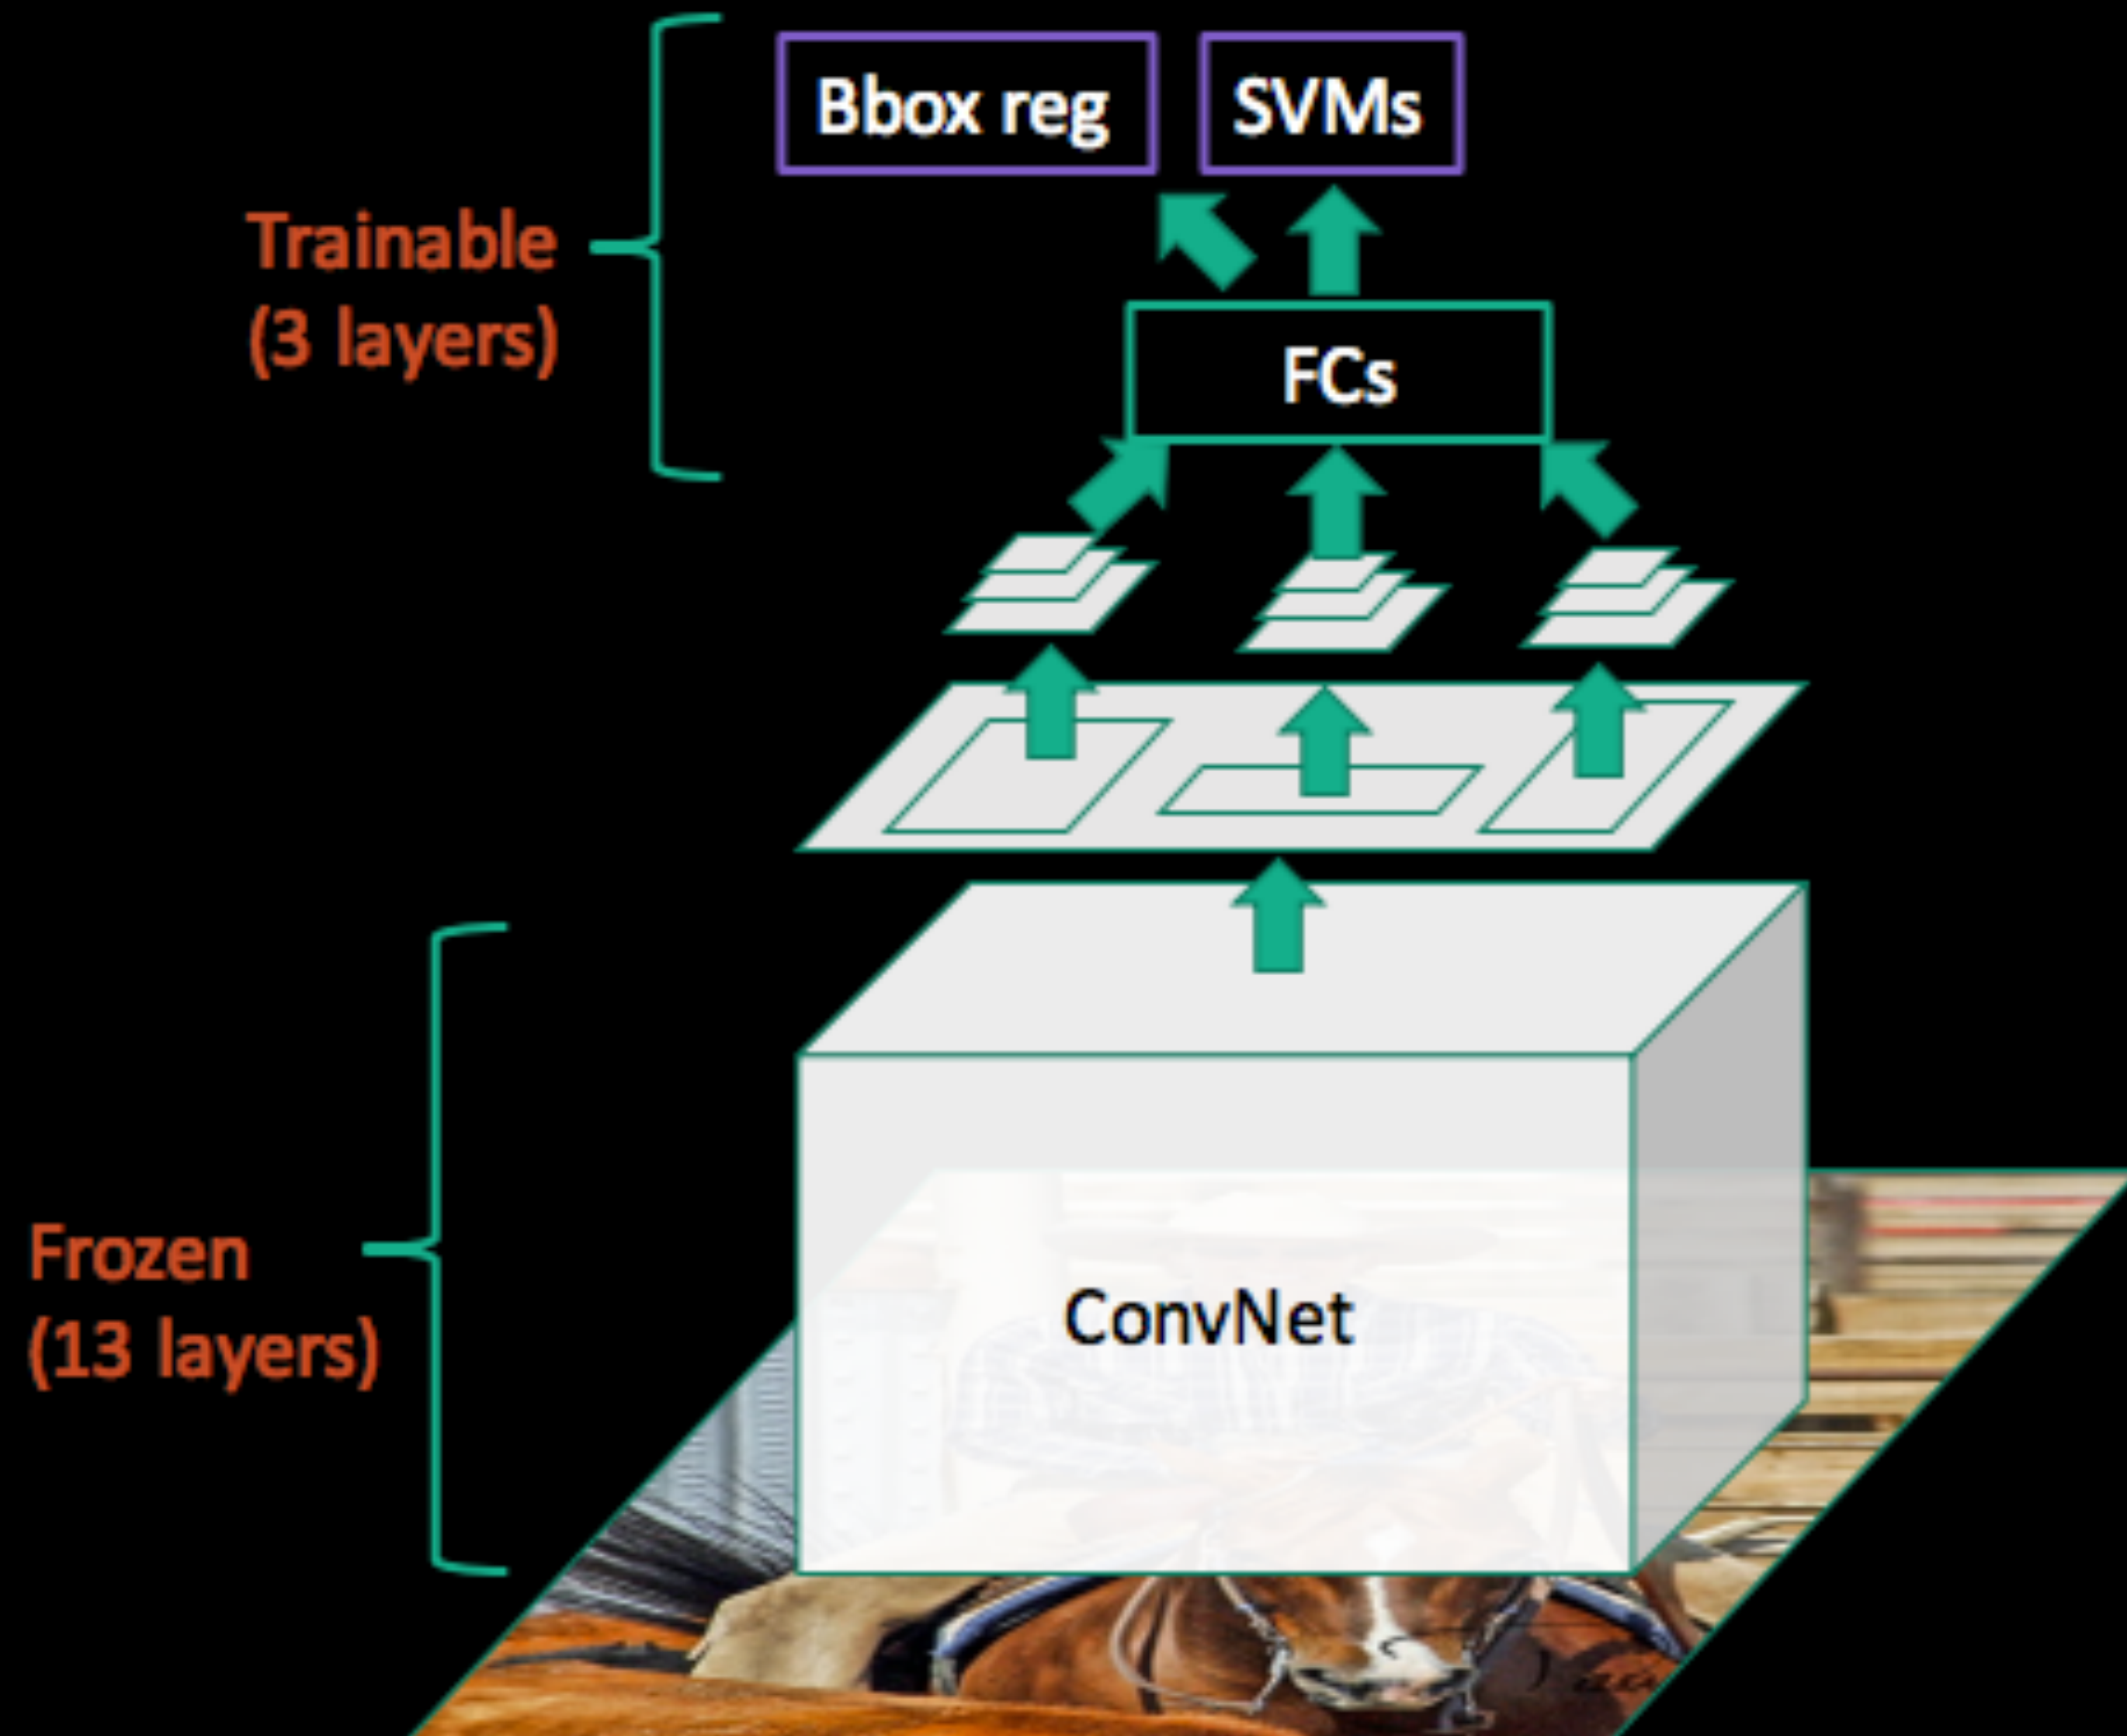 Bbox reg
SVMs
Trainable
(3 layers)
FCs
Frozen
(13 layers)
ConvNet